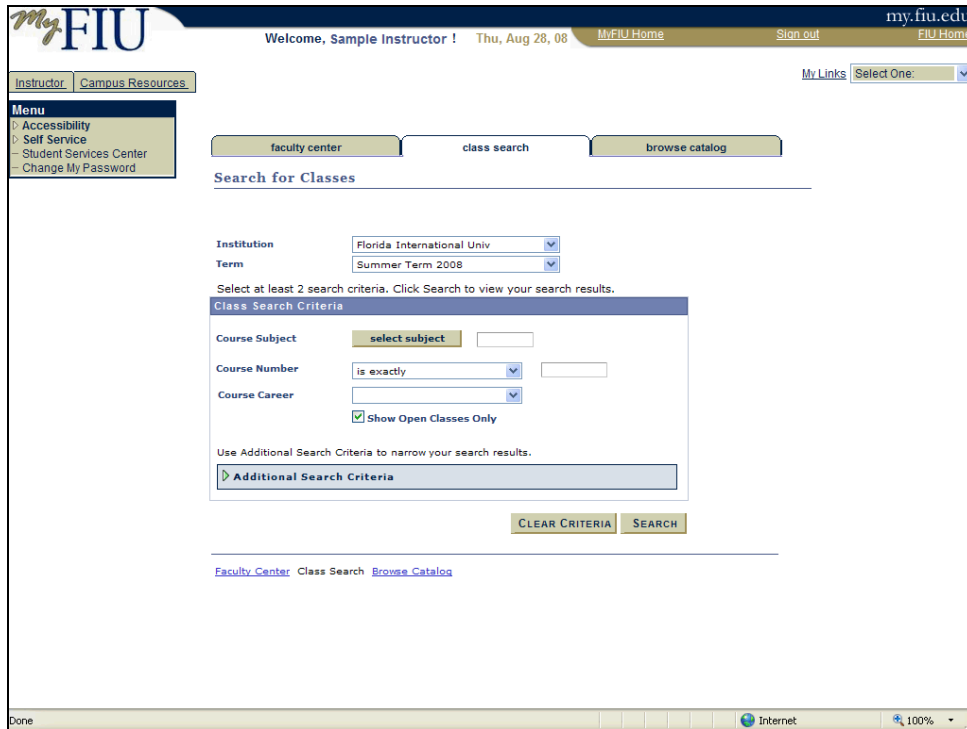 My FIU
my.fiu.edu
Welcome, Sample Instructor ! Thu, Aug 28, 08 MyFIU Home Sign out FIU Home
My Links Select One:
Instructor Campus Resources
Menu
Accessibility
Self Service
Student Services Center
Change My Password
faculty center class search browse catalog
Search for Classes
Institution Florida International Univ
Term Summer Term 2008
Select at least 2 search criteria. Click Search to view your search results.
Class Search Criteria
Course Subject select subject
Course Number is exactly
Course Career
Show Open Classes Only
Use Additional Search Criteria to narrow your search results.
Additional Search Criteria
CLEAR CRITERIA SEARCH
Faculty Center Class Search Browse Catalog
Done Internet 100%